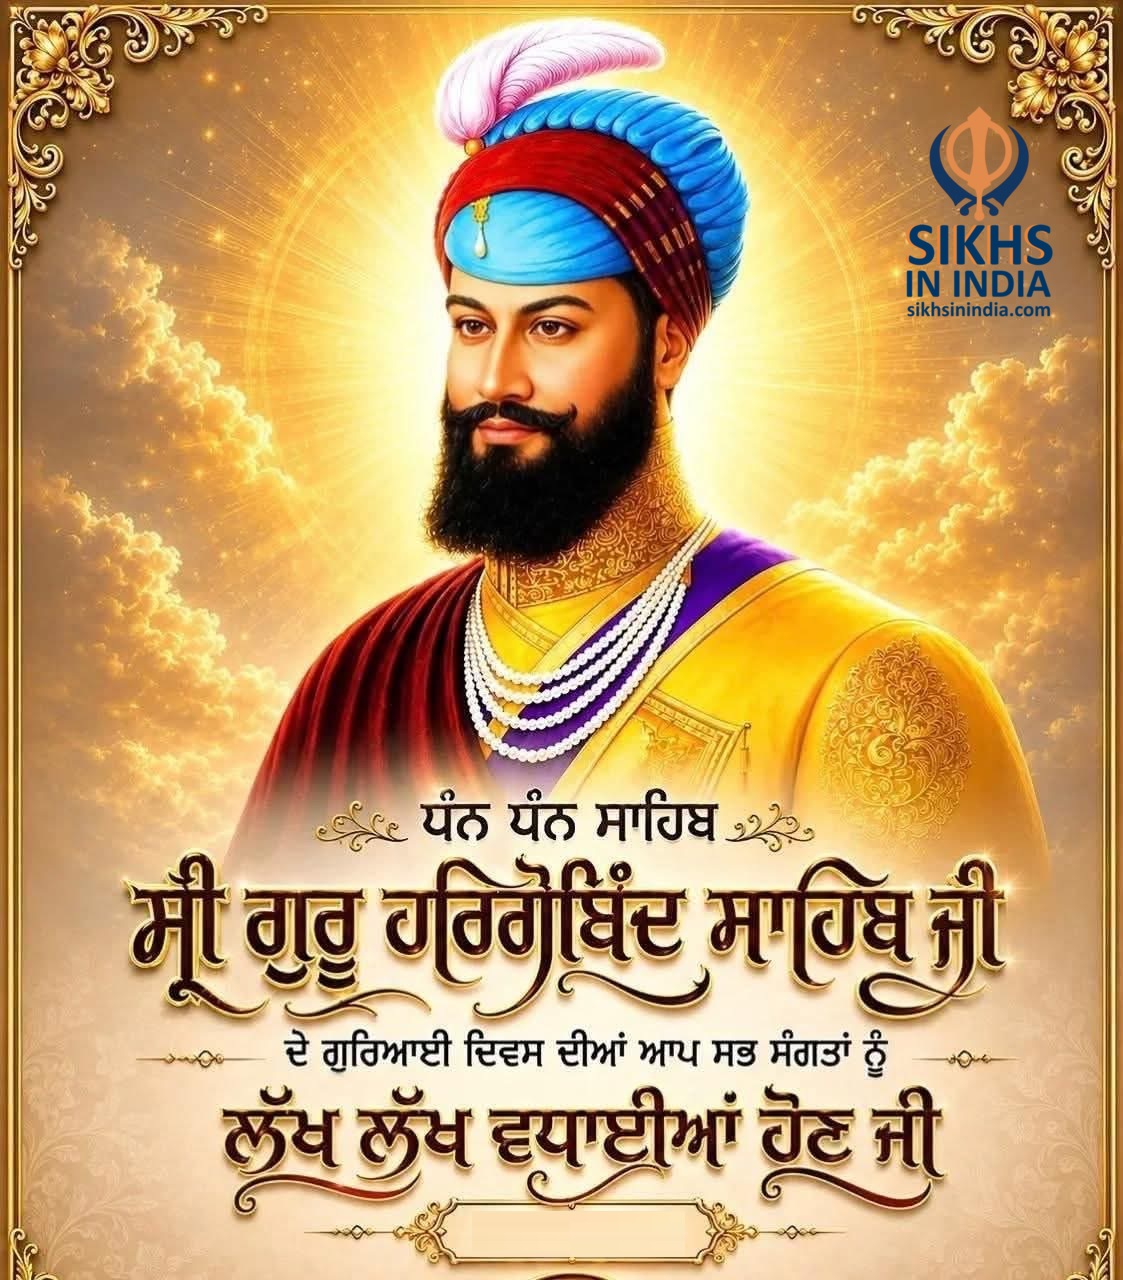 SIKHS
IN INDIA
sikhsinindia.com
ਧੰਨ ਧੰਨ ਸਾਹਿਬ
ਸ੍ਰੀ ਗੁਰੂ ਹਰਿਗੋਬਿੰਦ ਸਾਹਿਬ ਜੀ
ਦੇ ਗੁਰਿਆਈ ਦਿਵਸ ਦੀਆਂ ਆਪ ਸਭ ਸੰਗਤਾਂ ਨੂੰ
ਲੱਖ ਲੱਖ ਵਧਾਈਆਂ ਹੋਣ ਜੀ